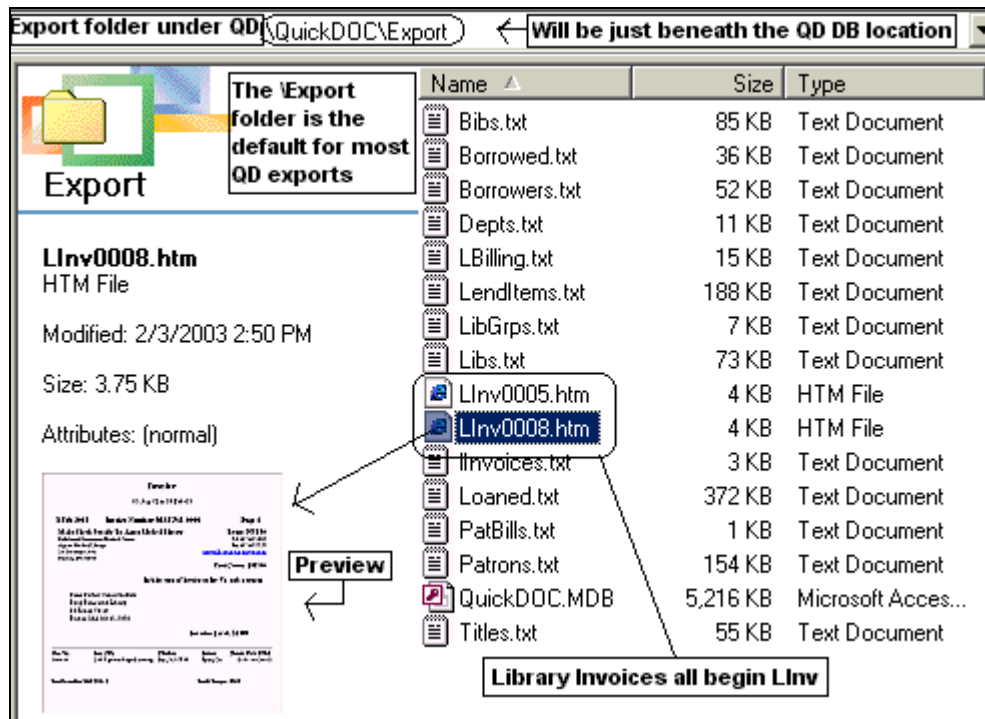 Export folder under QD \QuickDOC\Export Will be just beneath the QD DB location
The \Export
folder is the
default for most
QD exports
Export
LInv0008.htm
HTM File
Modified: 2/3/2003 2:50 PM
Size: 3.75 KB
Attributes: (normal)
Invoice
Preview
Name Size Type
Bibs.txt 85 KB Text Document
Borrowed.txt 36 KB Text Document
Borrowers.txt 52 KB Text Document
Depts.txt 11 KB Text Document
LBilling.txt 15 KB Text Document
LendItems.txt 188 KB Text Document
LibGrps.txt 7 KB Text Document
Libs.txt 73 KB Text Document
LInv0005.htm 4 KB HTM File
LInv0008.htm 4 KB HTM File
lInvoices.txt 3 KB Text Document
Loaned.txt 372 KB Text Document
PatBills.txt 1 KB Text Document
Patrons.txt 154 KB Text Document
QuickDOC.MDB 5,216 KB Microsoft Acces...
Titles.txt 55 KB Text Document
Library Invoices all begin LInv